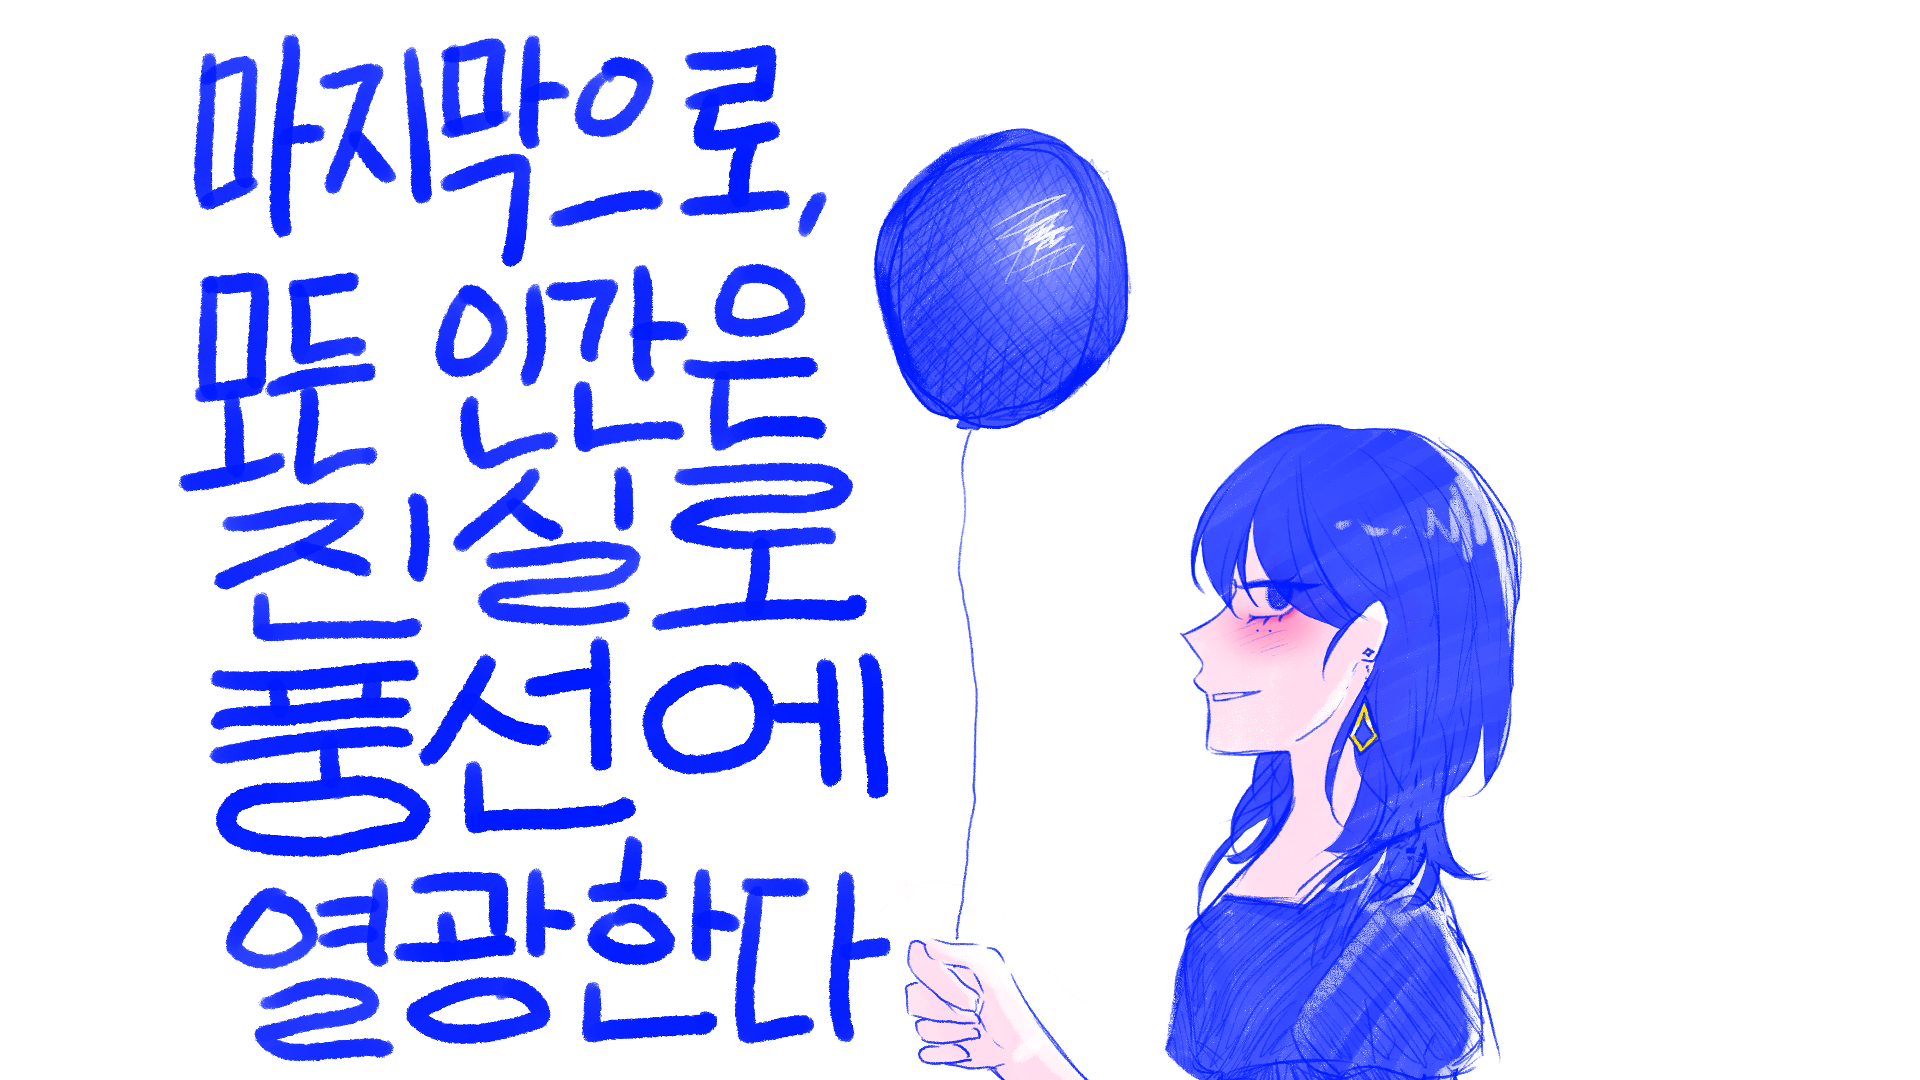 마지막으로,
모든 인간은
진실로
풍선에
열광한다